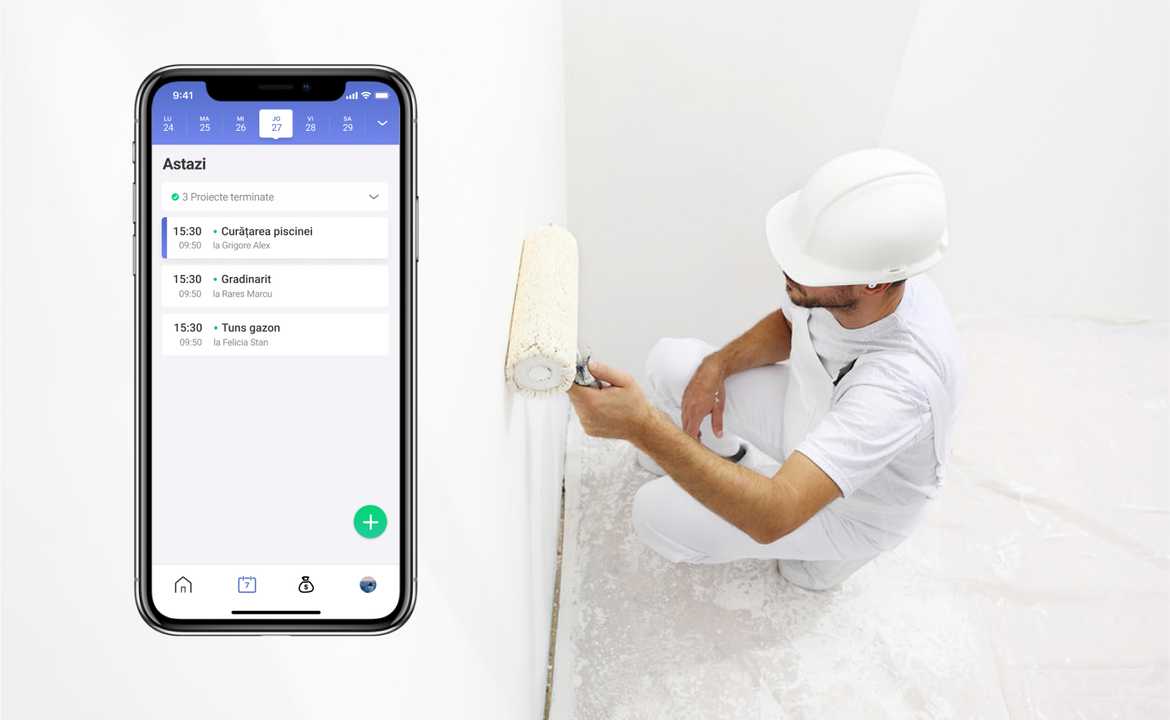 9:41
LU MA MI JO VI SA
24 25 26 27 28 29
Astazi
3 Proiecte terminate
15:30 Curățarea piscinei
09:50 la Grigore Alex
15:30 Gradinarit
09:50 la Rares Marcu
15:30 Tuns gazon
09:50 la Felicia Stan
7
$